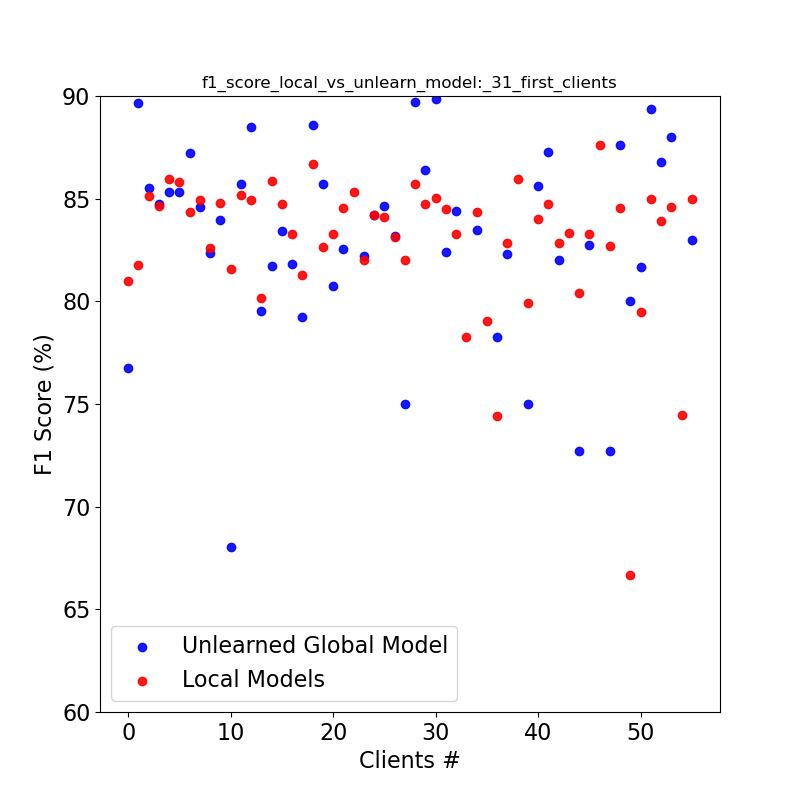 f1_score_local_vs_unlearn_model:_31_first_clients
90
85
80
75
70
65
60
F1 Score (%)
Unlearned Global Model
Local Models
0 10 20 30 40 50
Clients #